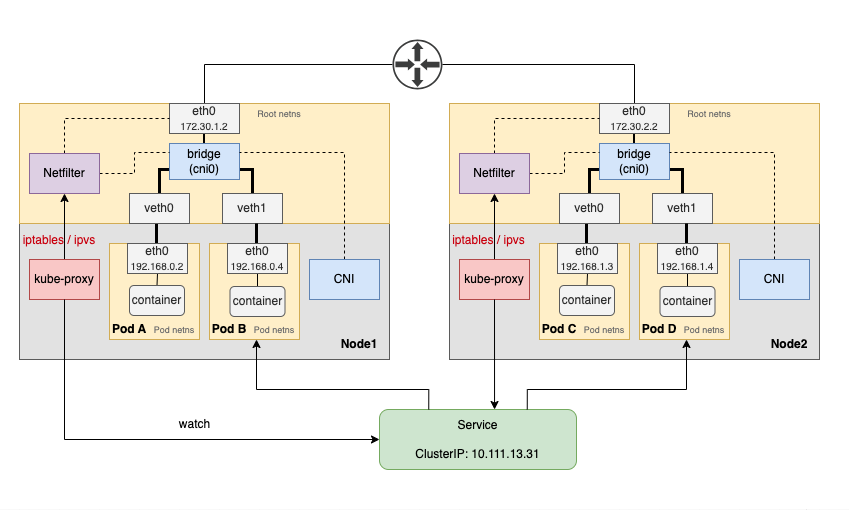 eth0
172.30.1.2
Root netns
bridge
(cni0)
Netfilter
veth0
veth1
iptables / ipvs
kube-proxy
eth0
192.168.0.2
container
Pod A
Pod netns
eth0
192.168.0.4
container
Pod B
Pod netns
CNI
Node1
eth0
172.30.2.2
Root netns
bridge
(cni0)
Netfilter
veth0
veth1
iptables / ipvs
kube-proxy
eth0
192.168.1.3
container
Pod C
Pod netns
eth0
192.168.1.4
container
Pod D
Pod netns
CNI
Node2
watch
Service
ClusterIP: 10.111.13.31